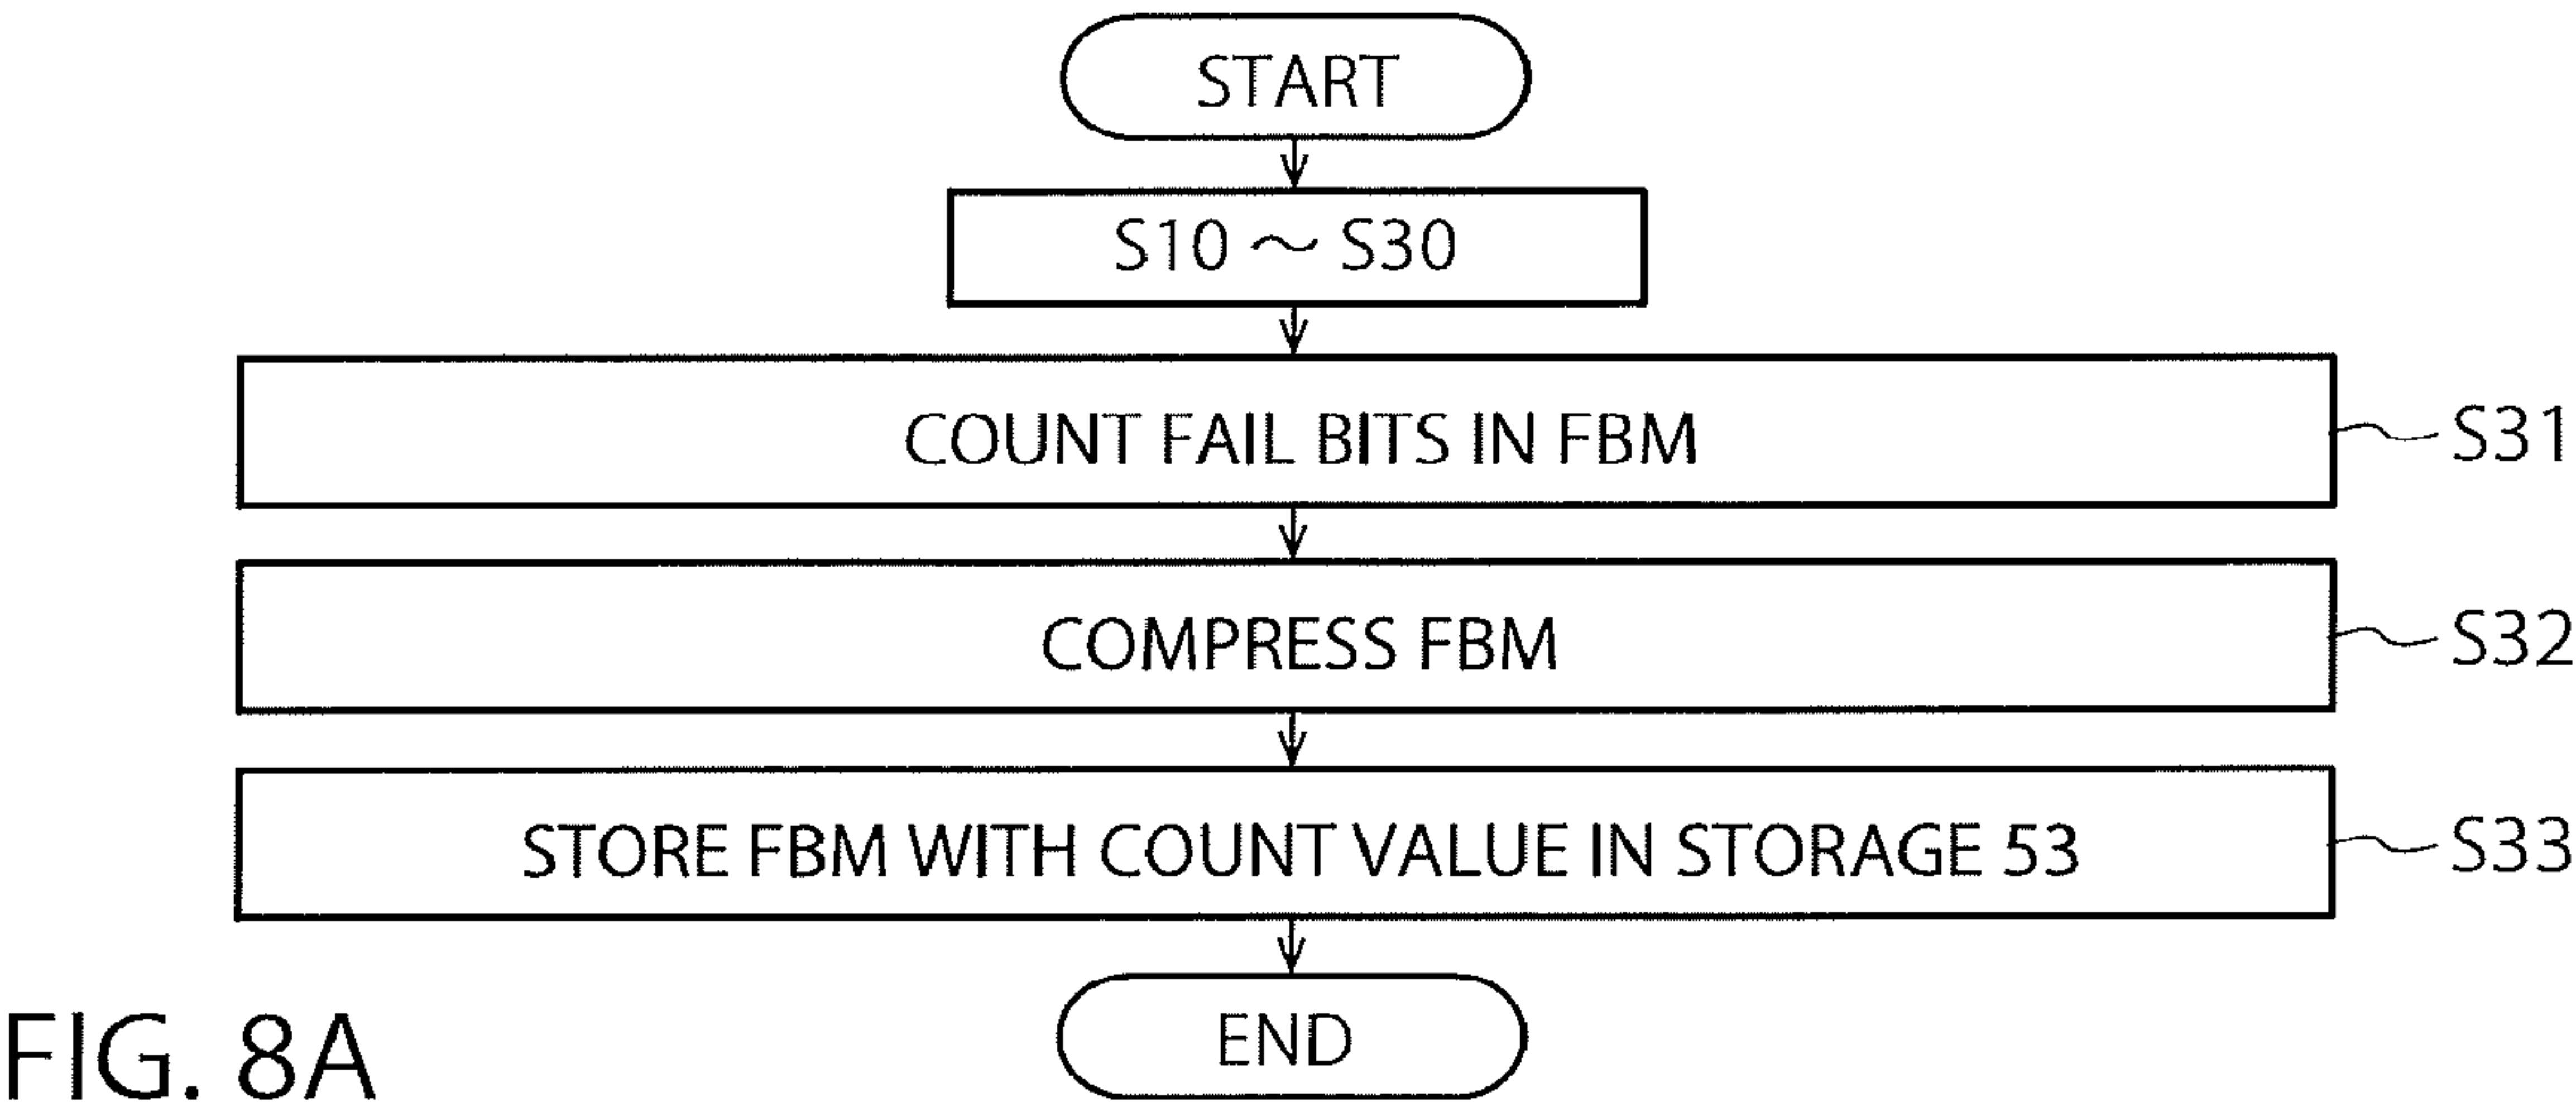 START
S10 ～ S30
COUNT FAIL BITS IN FBM
S31
COMPRESS FBM
S32
STORE FBM WITH COUNT VALUE IN STORAGE 53
S33
END
FIG. 8A